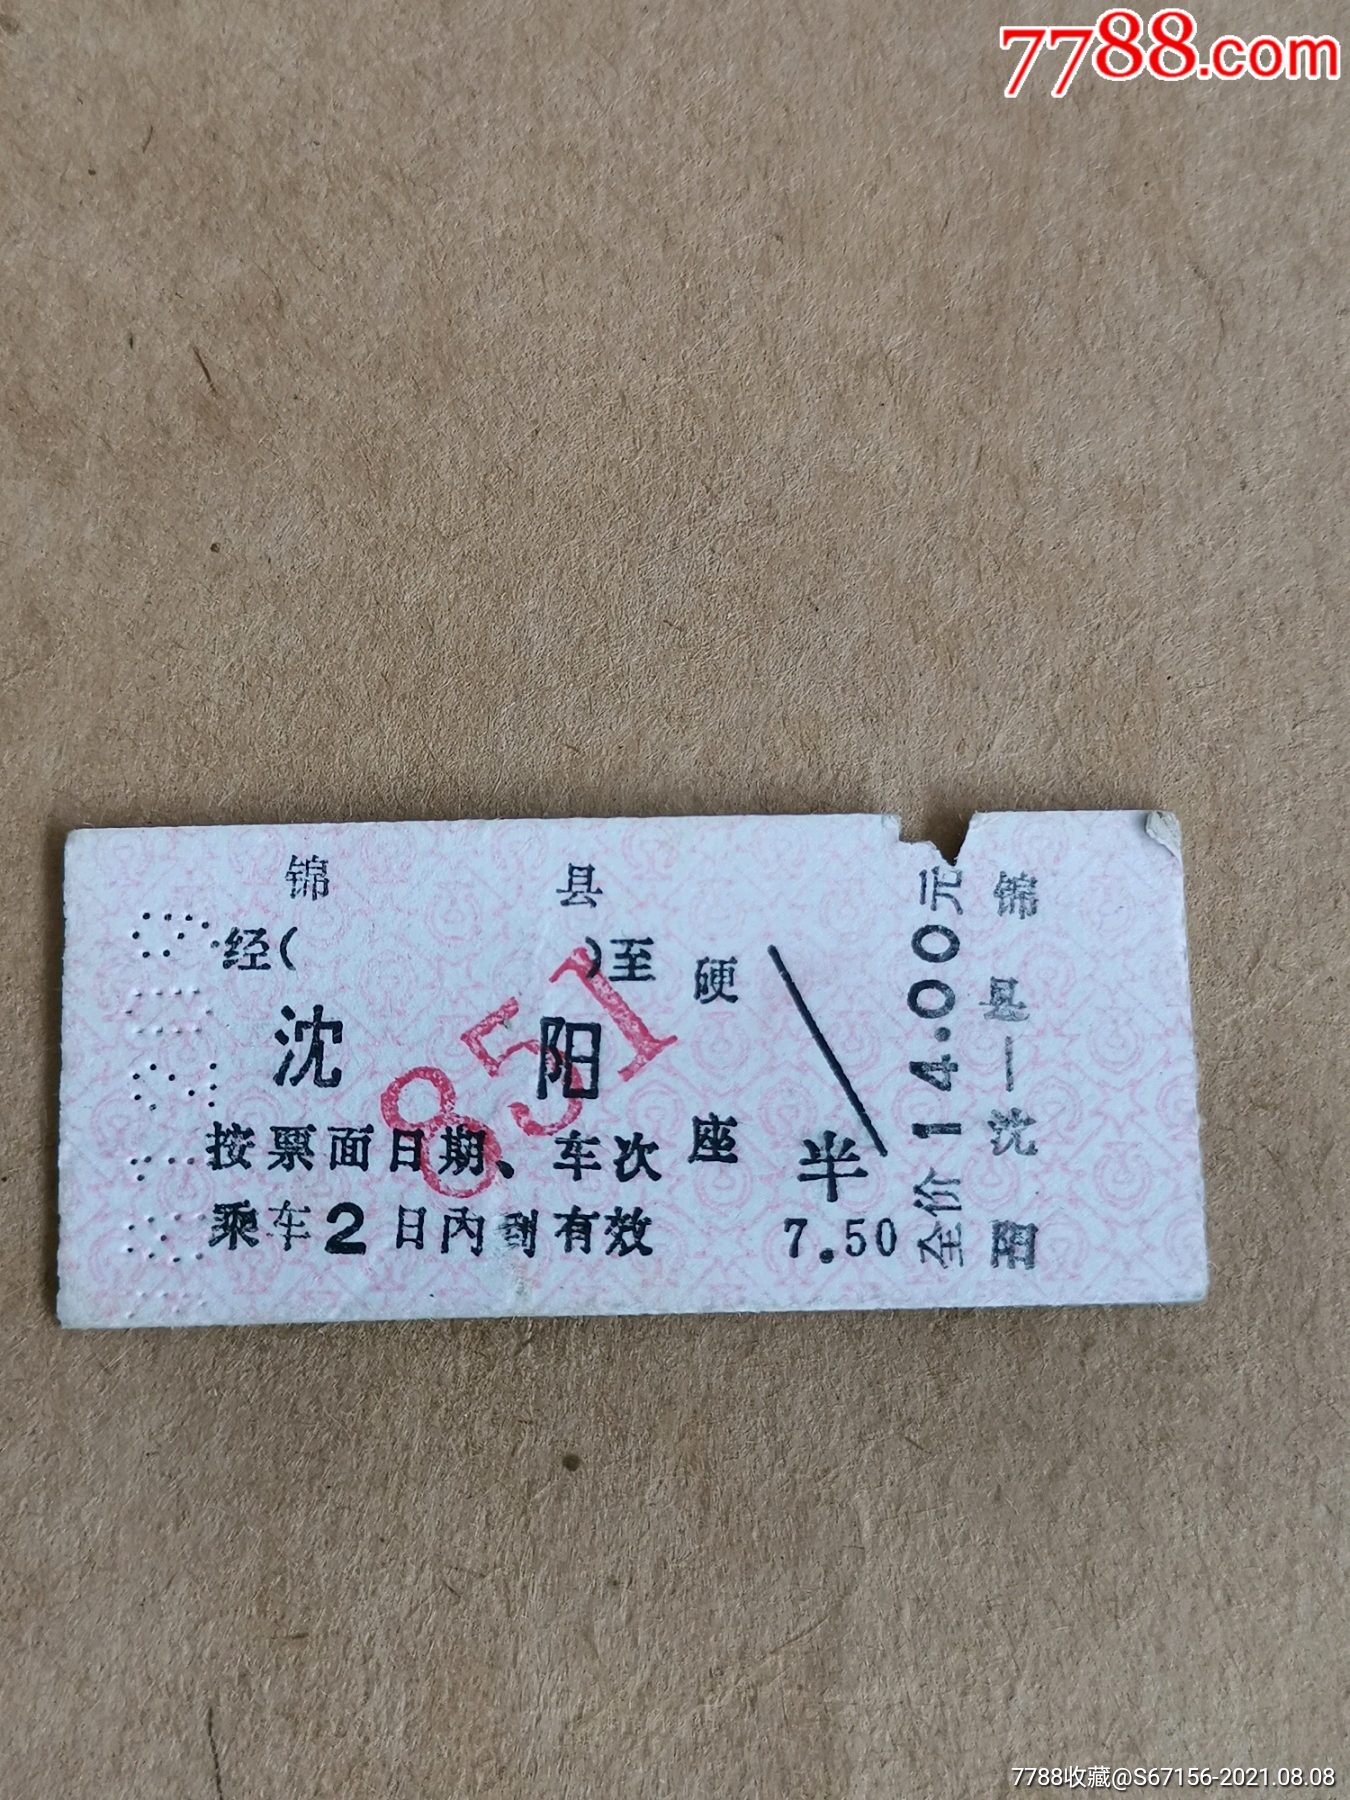 7788.com
锦 县
经( )至
沈 阳
851
按票面日期、车次
乘车2日内到有效
硬座
半
7.50
全价14.00元
锦县—沈阳
7788收藏@S67156-2021.08.08